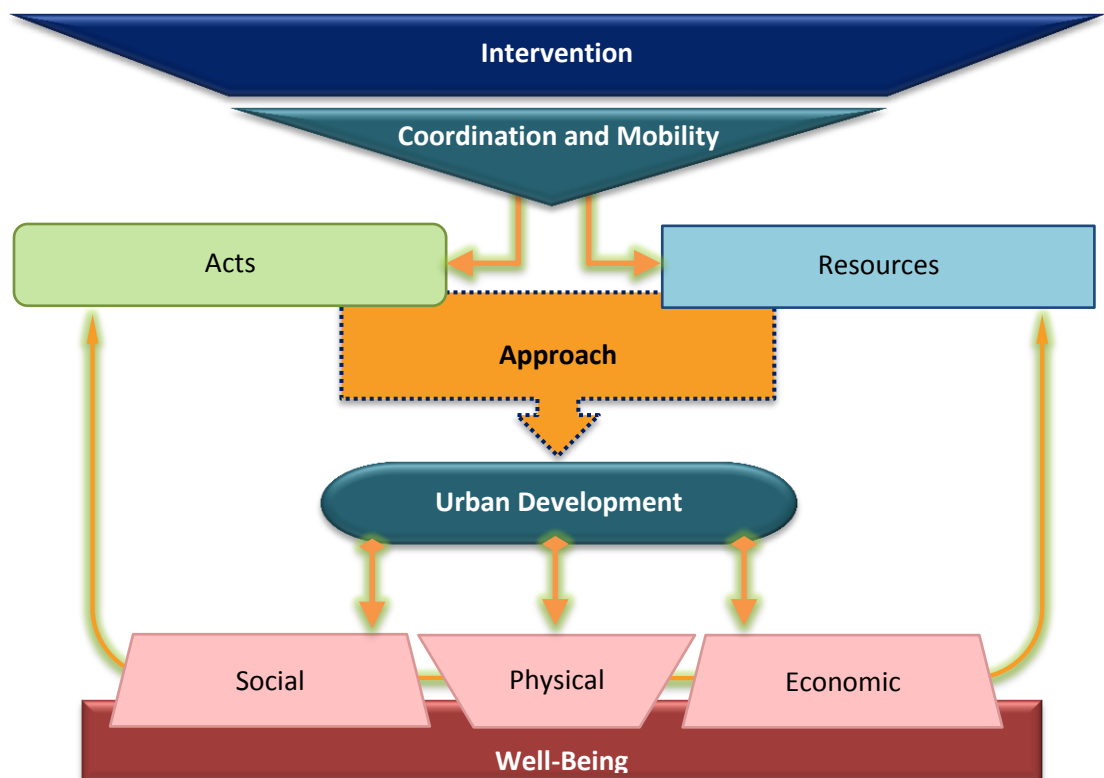 Intervention
Coordination and Mobility
Acts
Resources
Approach
Urban Development
Social
Physical
Economic
Well-Being